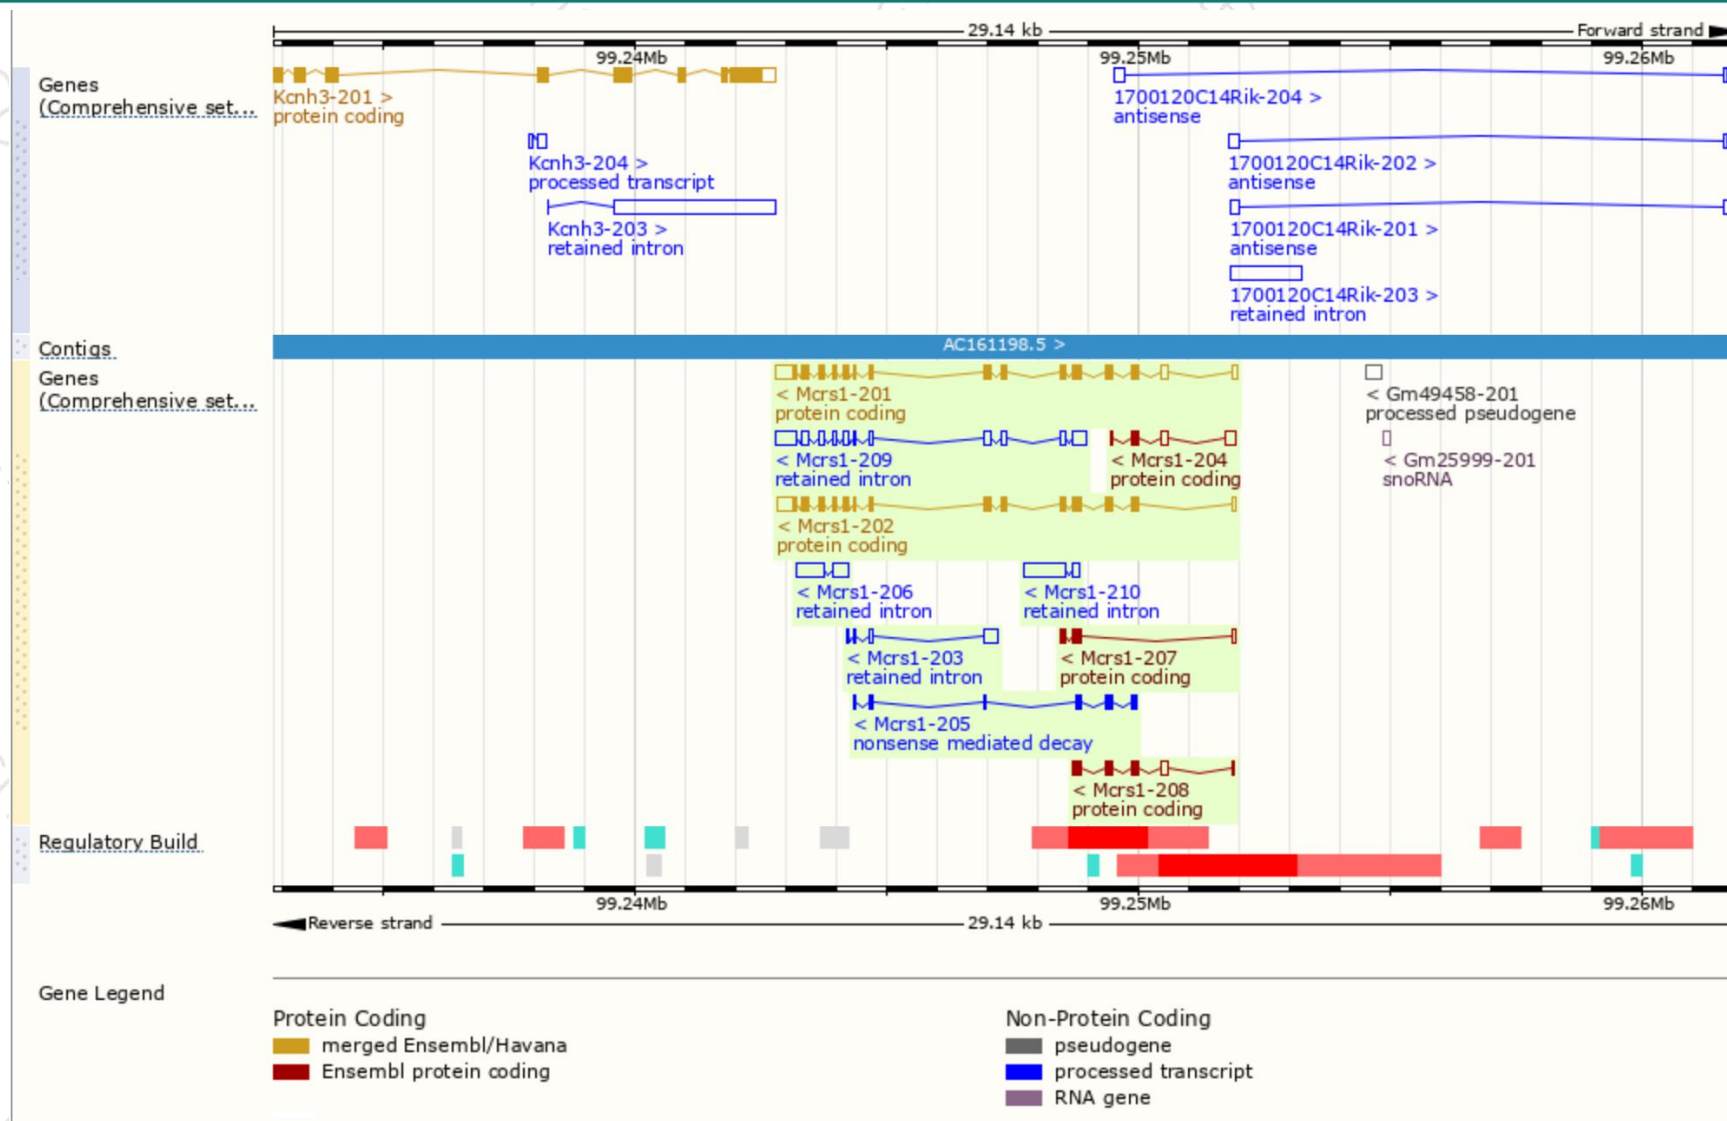 29.14 kb
Forward strand
99.24Mb 99.25Mb 99.26Mb
Genes
(Comprehensive set...
Kcnh3-201 >
protein coding
1700120C14Rik-204 >
antisense
Kcnh3-204 >
processed transcript
1700120C14Rik-202 >
antisense
Kcnh3-203 >
retained intron
1700120C14Rik-201 >
antisense
1700120C14Rik-203 >
retained intron
Contigs
AC161198.5 >
Genes
(Comprehensive set...
< Mcrs1-201
protein coding
< Gm49458-201
processed pseudogene
< Mcrs1-209
retained intron
< Mcrs1-204
protein coding
< Gm25999-201
snoRNA
< Mcrs1-202
protein coding
< Mcrs1-206
retained intron
< Mcrs1-210
retained intron
< Mcrs1-203
retained intron
< Mcrs1-207
protein coding
< Mcrs1-205
nonsense mediated decay
< Mcrs1-208
protein coding
Regulatory Build
99.24Mb 99.25Mb 99.26Mb
Reverse strand
29.14 kb
Gene Legend
Protein Coding
merged Ensembl/Havana
Ensembl protein coding
Non-Protein Coding
pseudogene
processed transcript
RNA gene